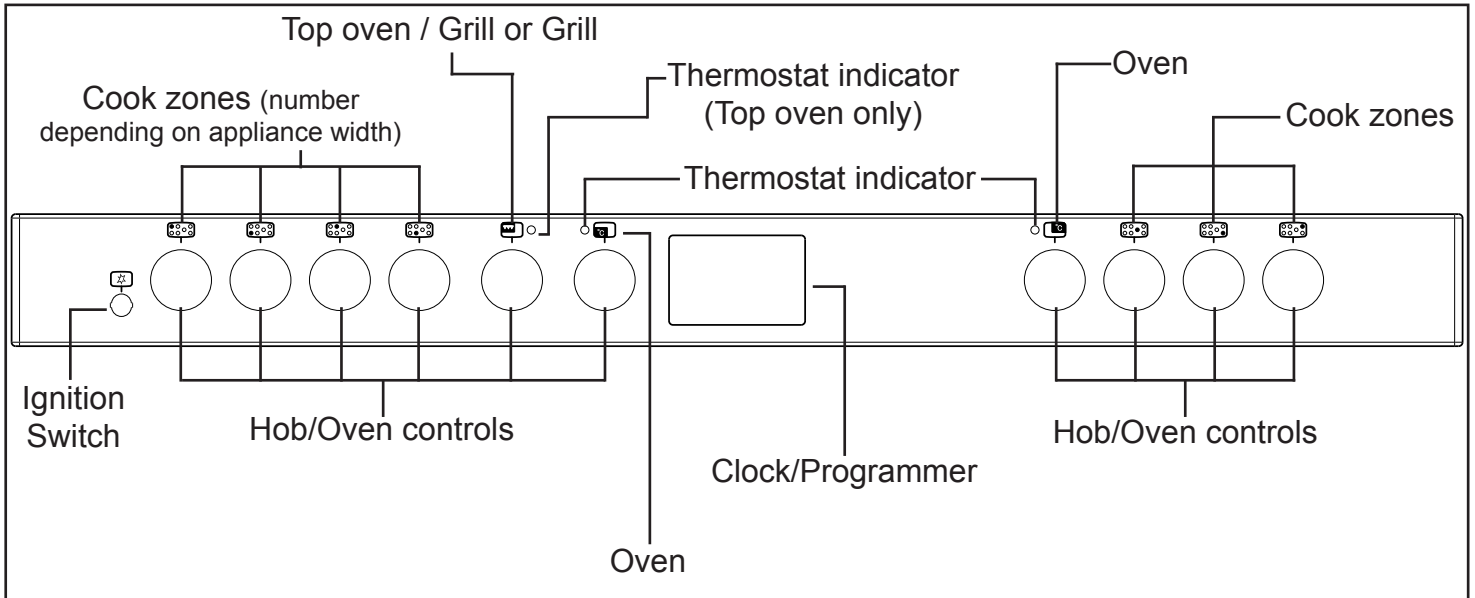 Top oven / Grill or Grill
Thermostat indicator
(Top oven only)
Oven
Cook zones (number
depending on appliance width)
Cook zones
Thermostat indicator
Ignition
Switch
Hob/Oven controls
Hob/Oven controls
Clock/Programmer
Oven